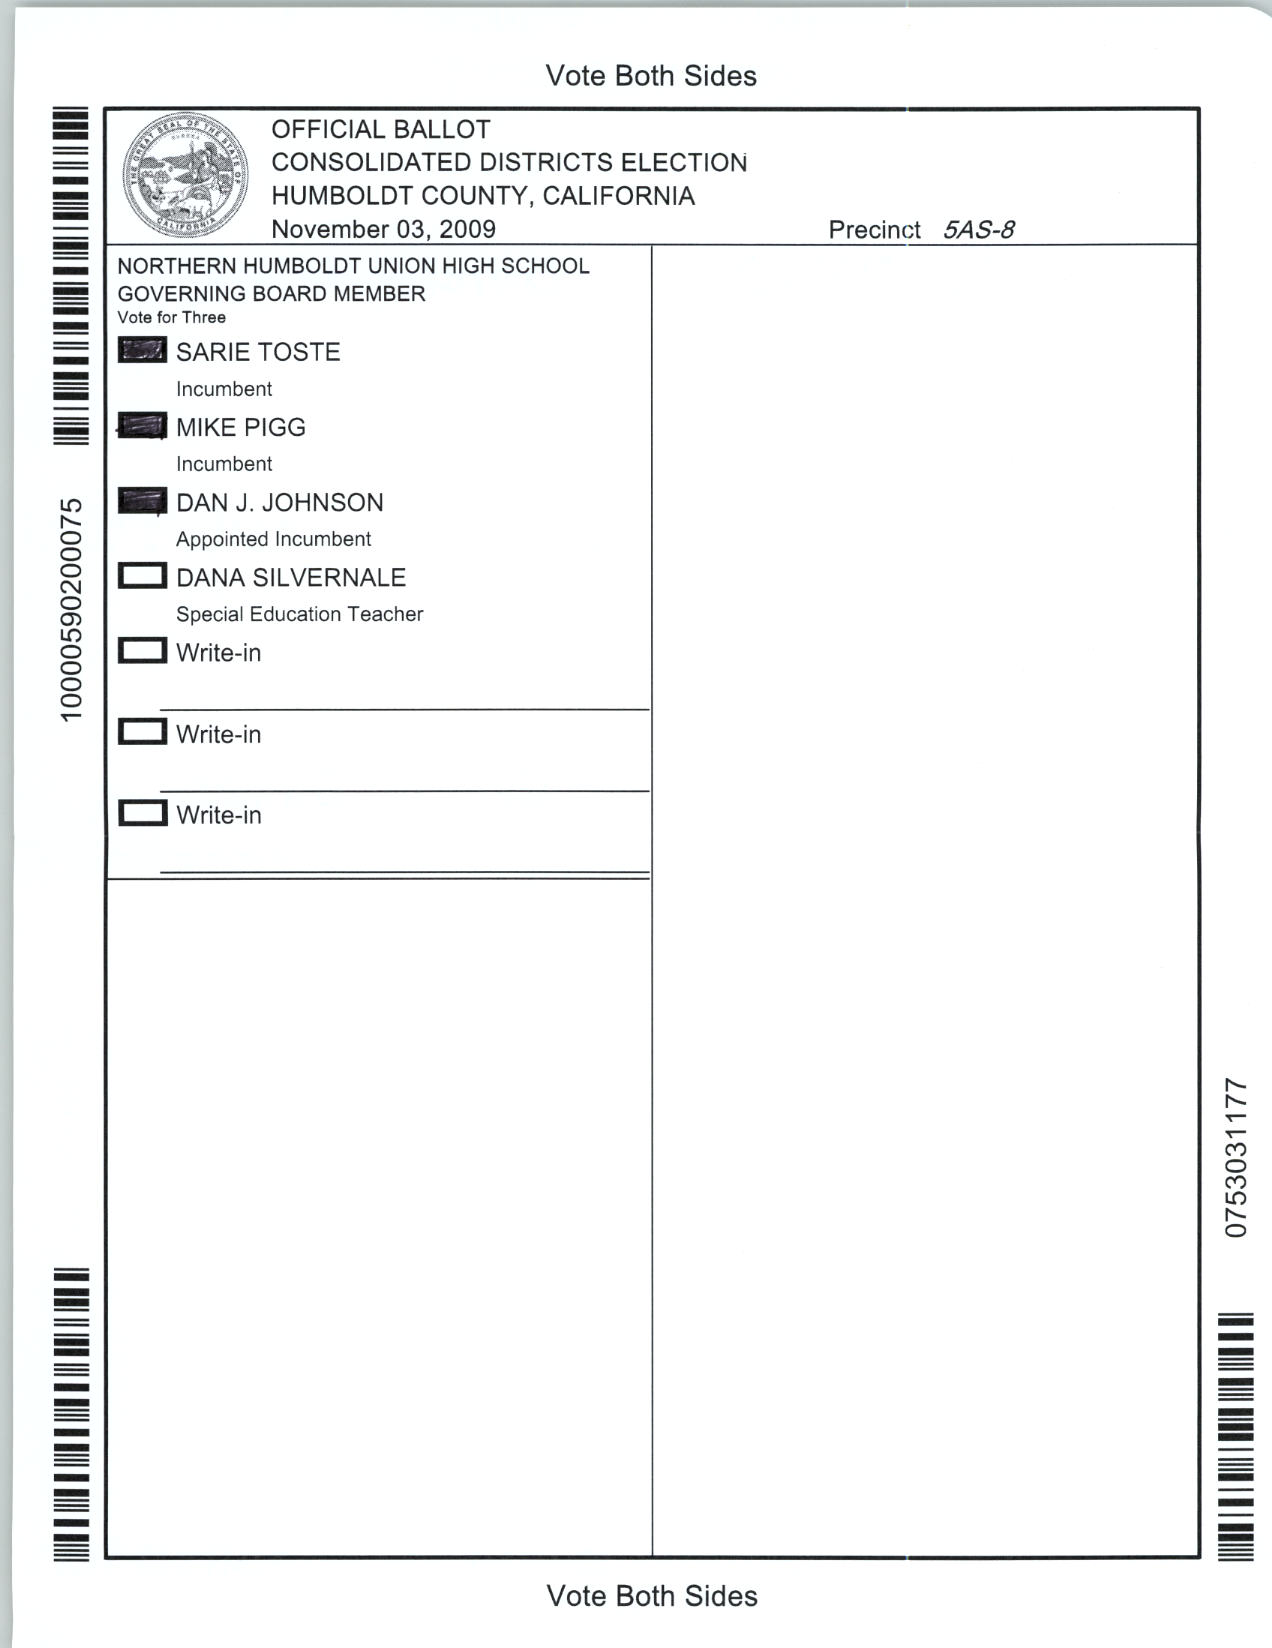 Vote Both Sides
THE GREAT SEAL OF THE STATE OF CALIFORNIA
EUREKA
OFFICIAL BALLOT
CONSOLIDATED DISTRICTS ELECTION
HUMBOLDT COUNTY, CALIFORNIA
November 03, 2009
Precinct 5AS-8
NORTHERN HUMBOLDT UNION HIGH SCHOOL
GOVERNING BOARD MEMBER
Vote for Three
SARIE TOSTE
Incumbent
MIKE PIGG
Incumbent
DAN J. JOHNSON
Appointed Incumbent
DANA SILVERNALE
Special Education Teacher
Write-in
Write-in
Write-in
100059020075
0753031177
Vote Both Sides